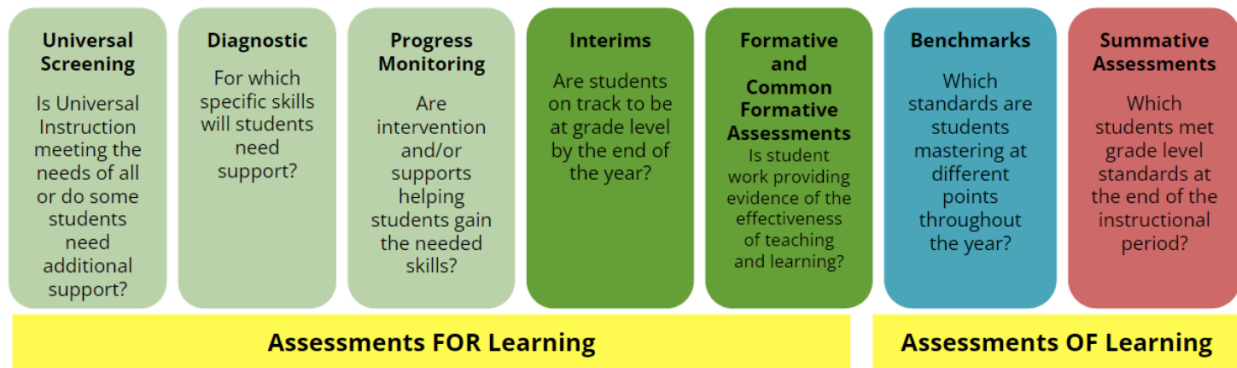 Universal
Screening
Is Universal
Instruction
meeting the
needs of all
or do some
students
need
additional
support?
Diagnostic
For which
specific skills
will students
need
support?
Progress
Monitoring
Are
intervention
and/or
supports
helping
students gain
the needed
skills?
Interims
Are students
on track to be
at grade level
by the end of
the year?
Formative
and
Common
Formative
Assessments
Is student
work providing
evidence of the
effectiveness
of teaching
and learning?
Benchmarks
Which
standards are
students
mastering at
different
points
throughout
the year?
Summative
Assessments
Which
students met
grade level
standards at
the end of the
instructional
period?
Assessments FOR Learning
Assessments OF Learning